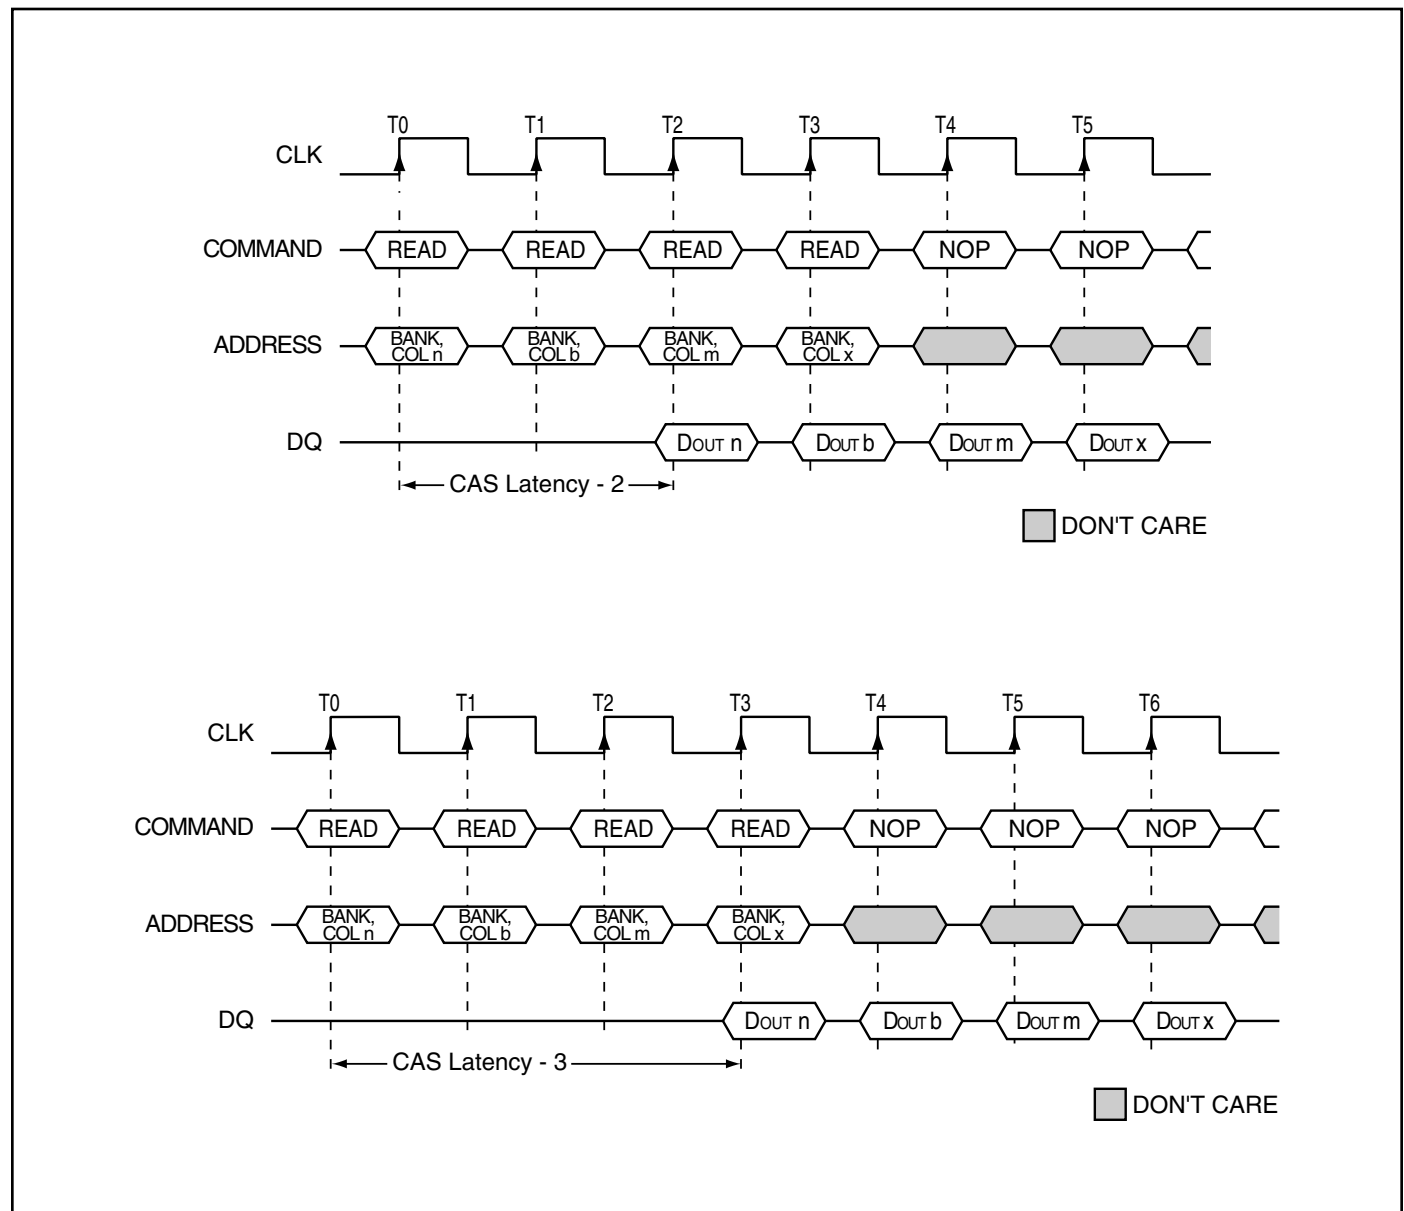 T0 T1 T2 T3 T4 T5
CLK
COMMAND READ READ READ READ NOP NOP
ADDRESS BANK, COL n BANK, COL b BANK, COL m BANK, COL x
DQ DOUT n DOUT b DOUT m DOUT x
CAS Latency - 2
DON'T CARE
T0 T1 T2 T3 T4 T5 T6
CLK
COMMAND READ READ READ READ NOP NOP NOP
ADDRESS BANK, COL n BANK, COL b BANK, COL m BANK, COL x
DQ DOUT n DOUT b DOUT m DOUT x
CAS Latency - 3
DON'T CARE